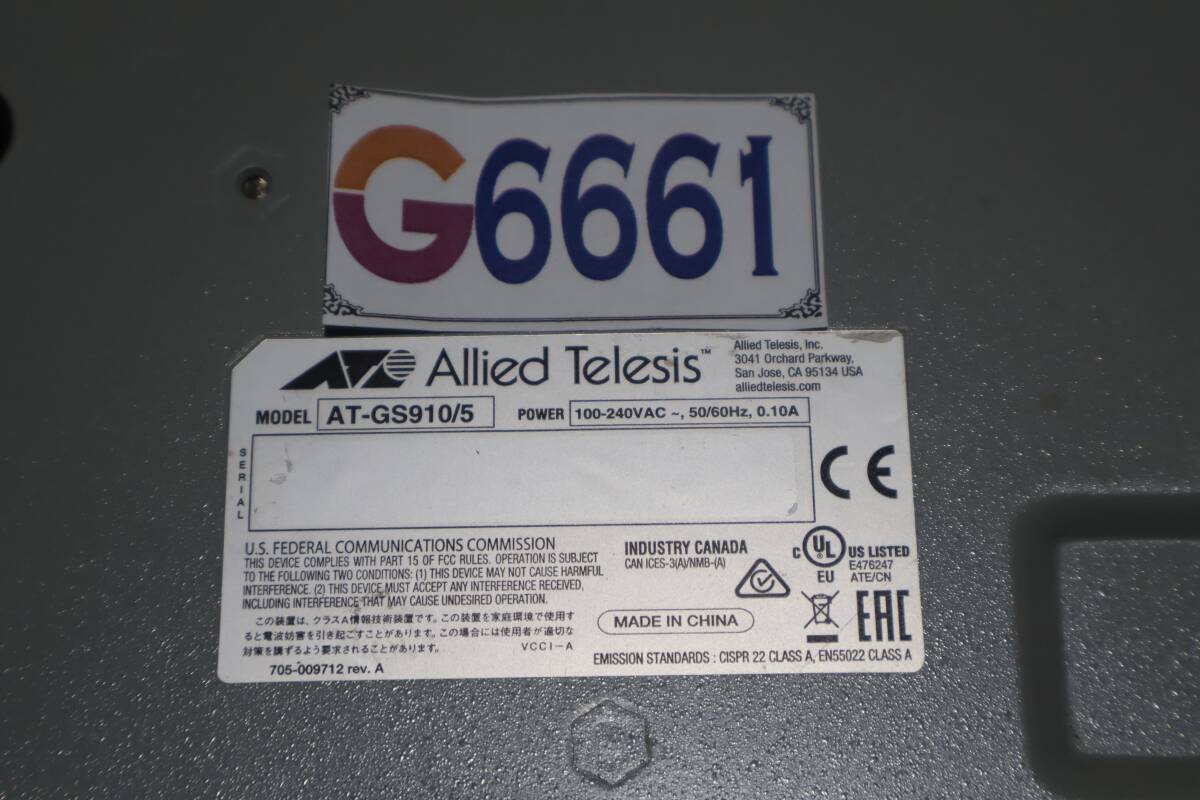 G6661
Allied Telesis™
Allied Telesis, Inc.
3041 Orchard Parkway,
San Jose, CA 95134 USA
alliedtelesis.com
MODEL AT-GS910/5 POWER 100-240VAC ~, 50/60Hz, 0.10A
SERIAL
CE
U.S. FEDERAL COMMUNICATIONS COMMISSION
THIS DEVICE COMPLIES WITH PART 15 OF FCC RULES. OPERATION IS SUBJECT
TO THE FOLLOWING TWO CONDITIONS: (1) THIS DEVICE MAY NOT CAUSE HARMFUL
INTERFERENCE. (2) THIS DEVICE MUST ACCEPT ANY INTERFERENCE RECEIVED,
INCLUDING INTERFERENCE THAT MAY CAUSE UNDESIRED OPERATION.
INDUSTRY CANADA
CAN ICES-3(A)/NMB-(A)
C UL US LISTED
E476247
EU ATE/CN
この装置は、クラスA情報技術装置です。この装置を家庭環境で使用す
ると電波妨害を引き起こすことがあります。この場合には使用者が適切な
対策を講ずるよう要求されることがあります。 VCCI-A
MADE IN CHINA
EAC
705-009712 rev. A
EMISSION STANDARDS : CISPR 22 CLASS A, EN55022 CLASS A